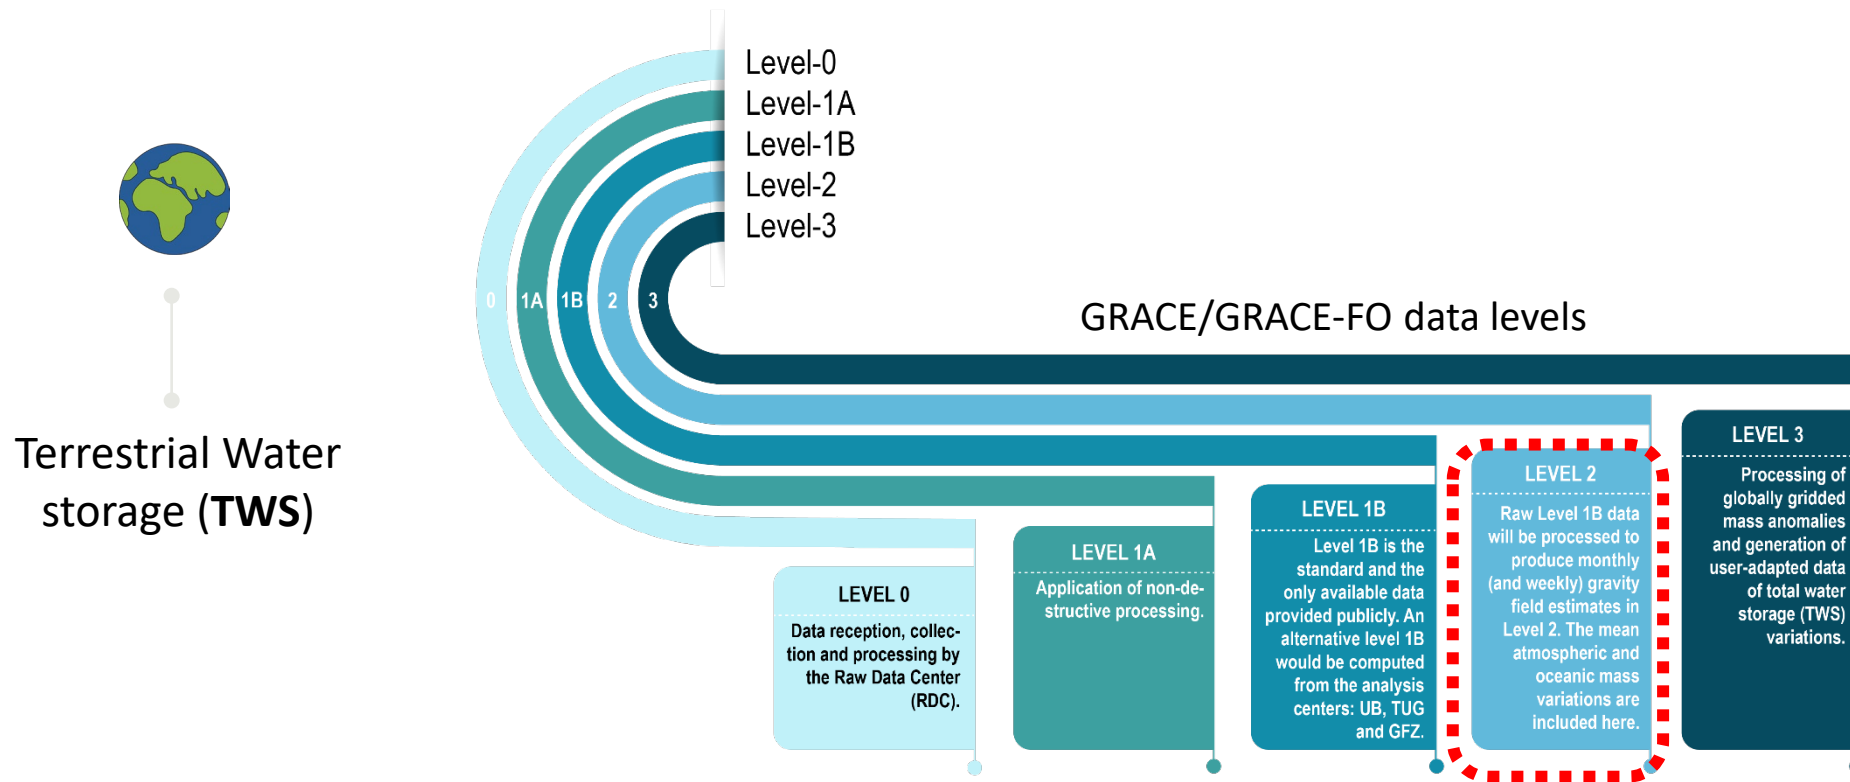 Level-0
Level-1A
Level-1B
Level-2
Level-3
0
1A
1B
2
3
GRACE/GRACE-FO data levels
Terrestrial Water
storage (TWS)
LEVEL 0
Data reception, collec-
tion and processing by
the Raw Data Center
(RDC).
LEVEL 1A
Application of non-de-
structive processing.
LEVEL 1B
Level 1B is the
standard and the
only available data
provided publicly. An
alternative level 1B
would be computed
from the analysis
centers: UB, TUG
and GFZ.
LEVEL 2
Raw Level 1B data
will be processed to
produce monthly
(and weekly) gravity
field estimates in
Level 2. The mean
atmospheric and
oceanic mass
variations are
included here.
LEVEL 3
Processing of
globally gridded
mass anomalies
and generation of
user-adapted data
of total water
storage (TWS)
variations.